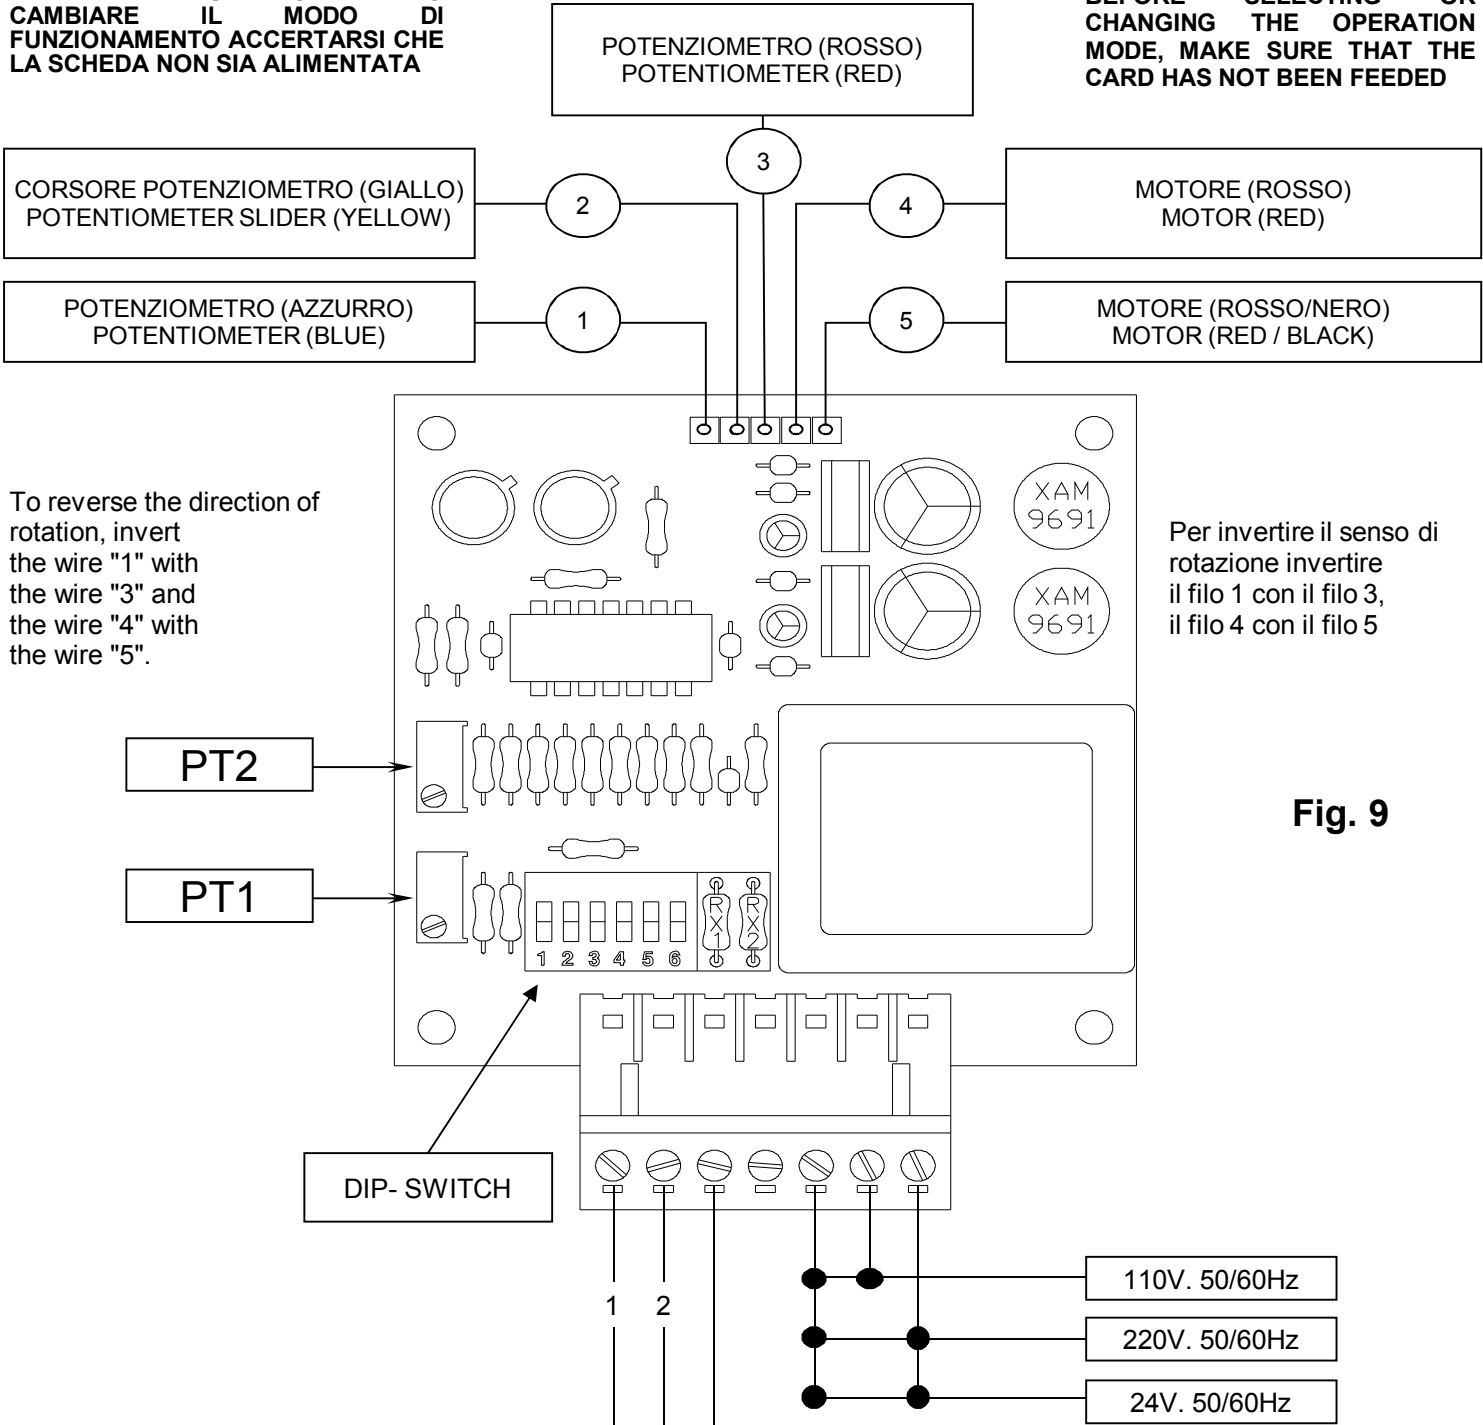 CAMBIARE IL MODO DI
FUNZIONAMENTO ACCERTARSI CHE
LA SCHEDA NON SIA ALIMENTATA
POTENZIOMETRO (ROSSO)
POTENTIOMETER (RED)
BEFORE SELECTING OR
CHANGING THE OPERATION
MODE, MAKE SURE THAT THE
CARD HAS NOT BEEN FEEDED
3
CORSORE POTENZIOMETRO (GIALLO)
POTENTIOMETER SLIDER (YELLOW)
2
4
MOTORE (ROSSO)
MOTOR (RED)
POTENZIOMETRO (AZZURRO)
POTENTIOMETER (BLUE)
1
5
MOTORE (ROSSO/NERO)
MOTOR (RED / BLACK)
To reverse the direction of
rotation, invert
the wire "1" with
the wire "3" and
the wire "4" with
the wire "5".
XAM
9691
XAM
9691
Per invertire il senso di
rotazione invertire
il filo 1 con il filo 3,
il filo 4 con il filo 5
PT2
Fig. 9
PT1
RX1
RX2
1 2 3 4 5 6
DIP- SWITCH
110V. 50/60Hz
1 2
220V. 50/60Hz
24V. 50/60Hz